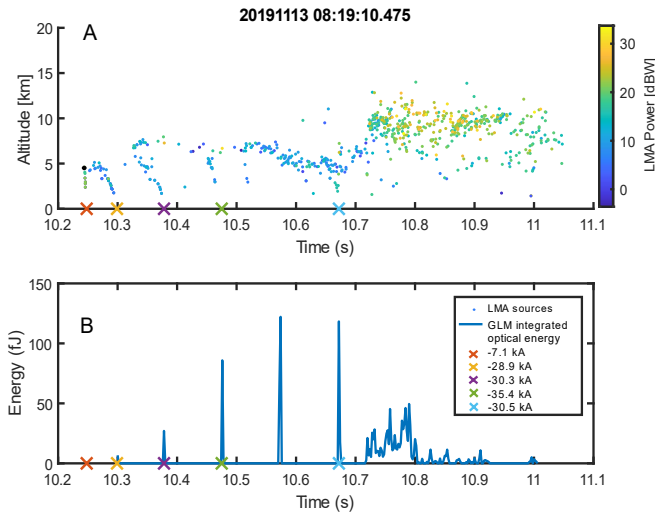 20191113 08:19:10.475
A
Altitude [km]
20
15
10
5
0
10.2 10.3 10.4 10.5 10.6 10.7 10.8 10.9 11 11.1
Time (s)
30
20
10
0
LMA Power [dBW]
B
Energy (fJ)
150
100
50
0
10.2 10.3 10.4 10.5 10.6 10.7 10.8 10.9 11 11.1
Time (s)
LMA sources
GLM integrated
optical energy
-7.1 kA
-28.9 kA
-30.3 kA
-35.4 kA
-30.5 kA